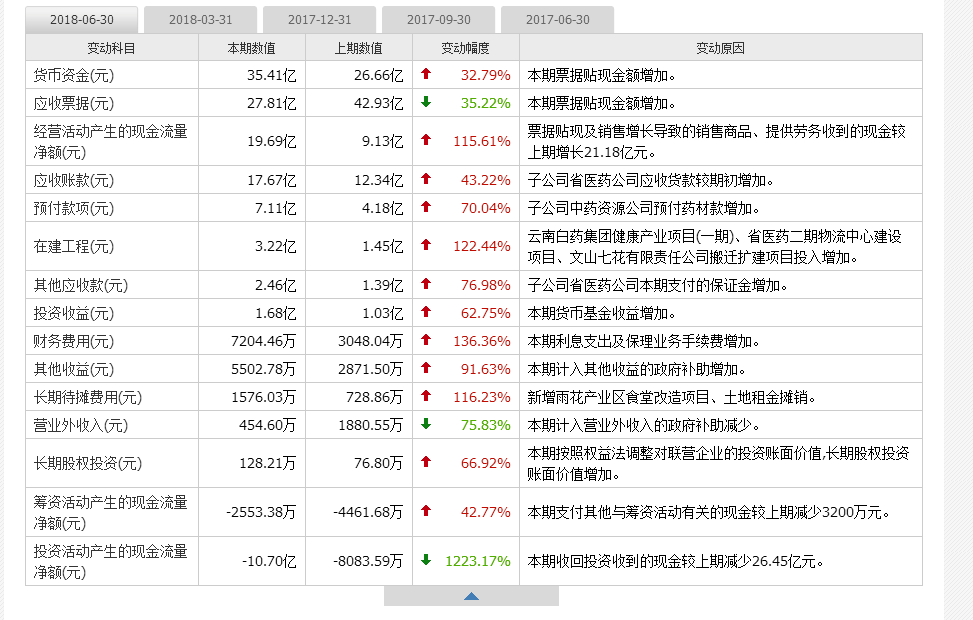 2018-06-30 2018-03-31 2017-12-31 2017-09-30 2017-06-30
变动科目 本期数值 上期数值 变动幅度 变动原因
货币资金(元) 35.41亿 26.66亿 32.79% 本期票据贴现金额增加。
应收票据(元) 27.81亿 42.93亿 35.22% 本期票据贴现金额增加。
经营活动产生的现金流量
净额(元) 19.69亿 9.13亿 115.61% 票据贴现及销售增长导致的销售商品、提供劳务收到的现金较
上期增长21.18亿元。
应收账款(元) 17.67亿 12.34亿 43.22% 子公司省医药公司应收货款较期初增加。
预付款项(元) 7.11亿 4.18亿 70.04% 子公司中药资源公司预付药材款增加。
在建工程(元) 3.22亿 1.45亿 122.44% 云南白药集团健康产业项目(一期)、省医药二期物流中心建设
项目、文山七花有限责任公司搬迁扩建项目投入增加。
其他应收款(元) 2.46亿 1.39亿 76.98% 子公司省医药公司本期支付的保证金增加。
投资收益(元) 1.68亿 1.03亿 62.75% 本期货币基金收益增加。
财务费用(元) 7204.46万 3048.04万 136.36% 本期利息支出及保理业务手续费增加。
其他收益(元) 5502.78万 2871.50万 91.63% 本期计入其他收益的政府补助增加。
长期待摊费用(元) 1576.03万 728.86万 116.23% 新增雨花产业区食堂改造项目、土地租金摊销。
营业外收入(元) 454.60万 1880.55万 75.83% 本期计入营业外收入的政府补助减少。
长期股权投资(元) 128.21万 76.80万 66.92% 本期按照权益法调整对联营企业的投资账面价值,长期股权投资
账面价值增加。
筹资活动产生的现金流量
净额(元) -2553.38万 -4461.68万 42.77% 本期支付其他与筹资活动有关的现金较上期减少3200万元。
投资活动产生的现金流量
净额(元) -10.70亿 -8083.59万 1223.17% 本期收回投资收到的现金较上期减少26.45亿元。